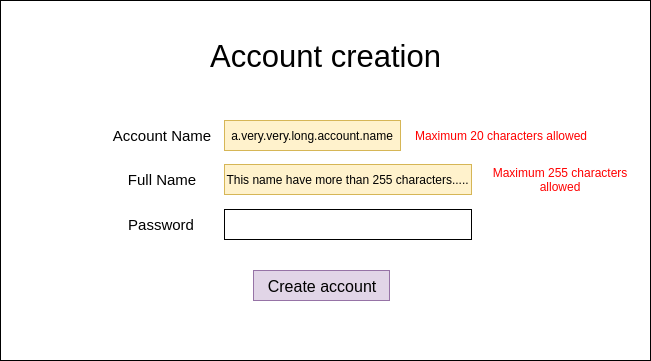 Account creation
Account Name a.very.very.long.account.name Maximum 20 characters allowed
Full Name This name have more than 255 characters..... Maximum 255 characters
allowed
Password
Create account